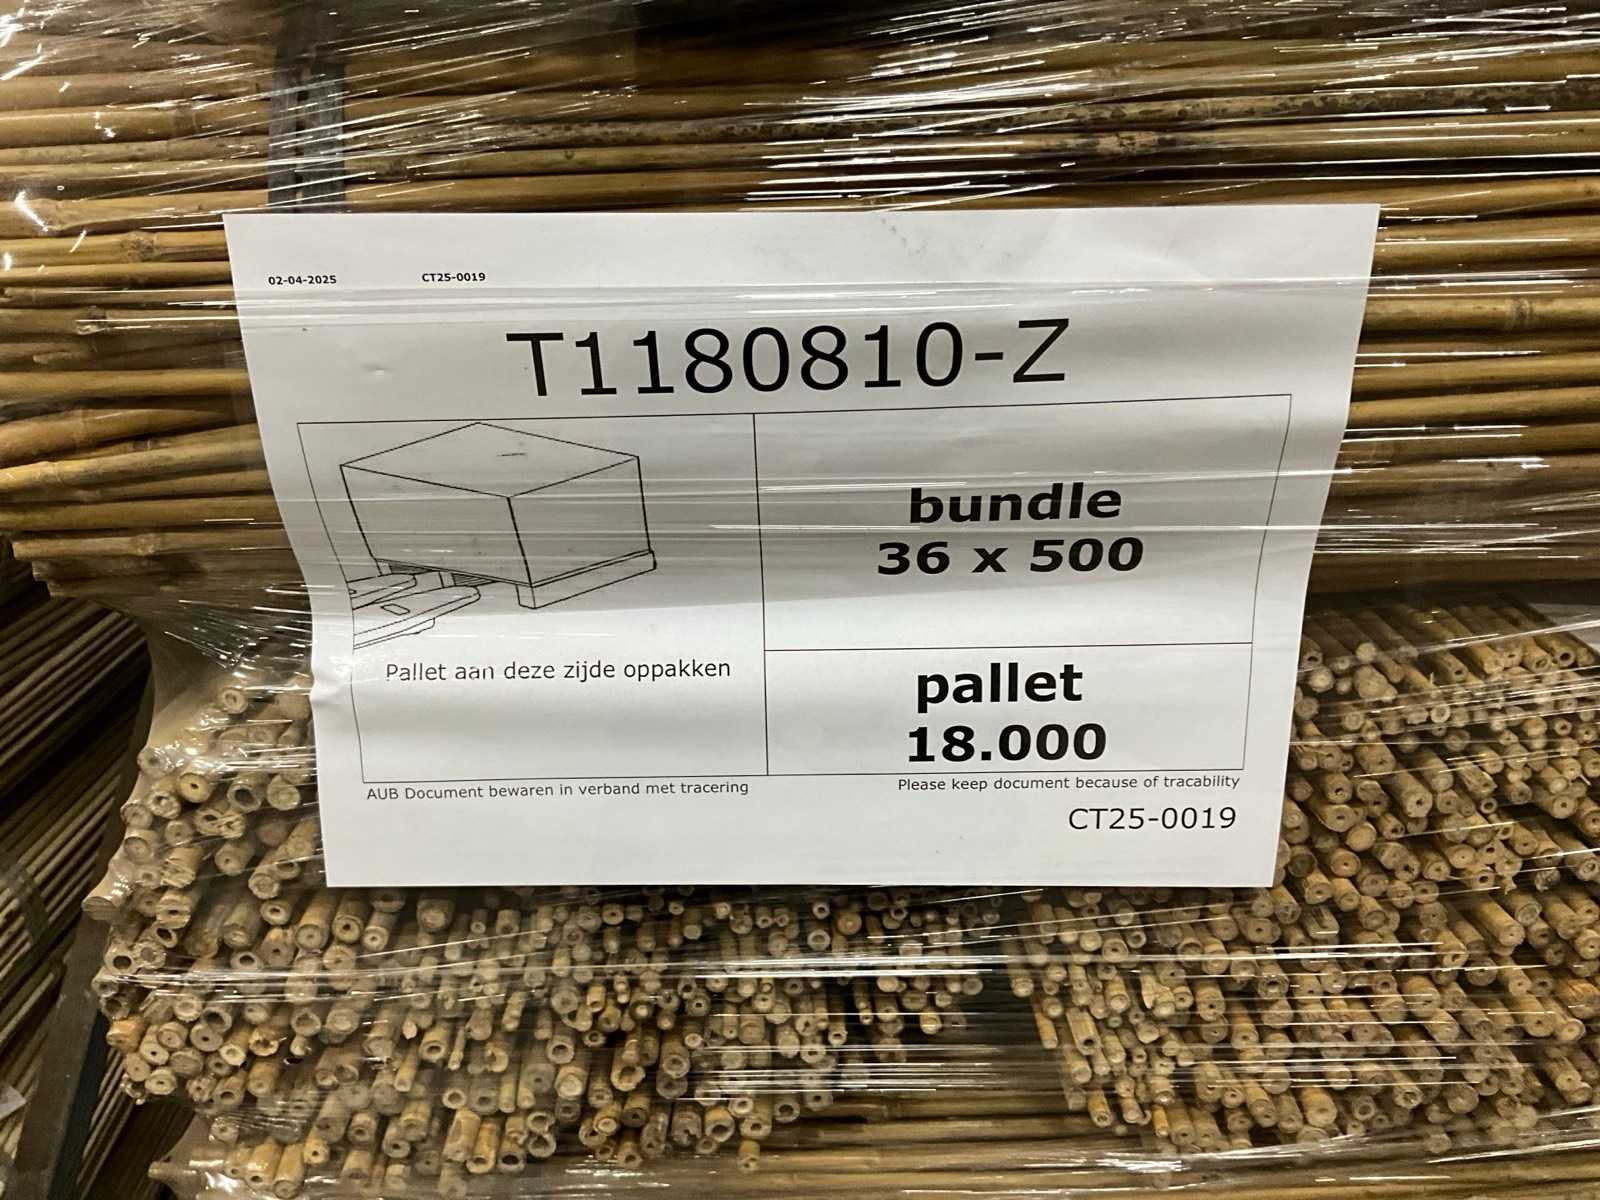 02-04-2025 CT25-0019
T1180810-Z
bundle
36 x 500
Pallet aan deze zijde oppakken
pallet
18.000
AUB Document bewaren in verband met tracering
Please keep document because of tracability
CT25-0019